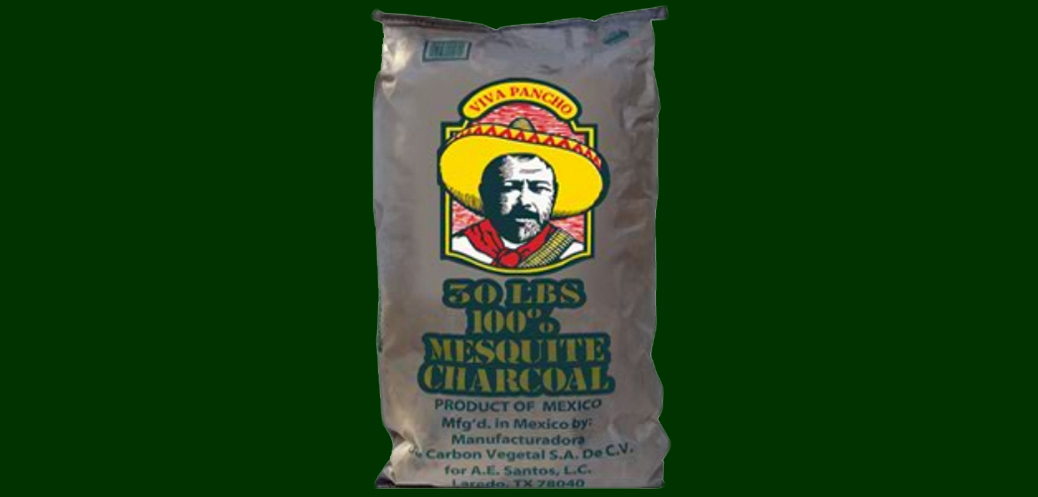 VIVA PANCHO
30 LBS
100%
MESQUITE
CHARCOAL
PRODUCT OF MEXICO
Mfg'd. in Mexico by:
Manufacturadora
de Carbon Vegetal S.A. De C.V.
for A.E. Santos, L.C.
Laredo, TX 78040